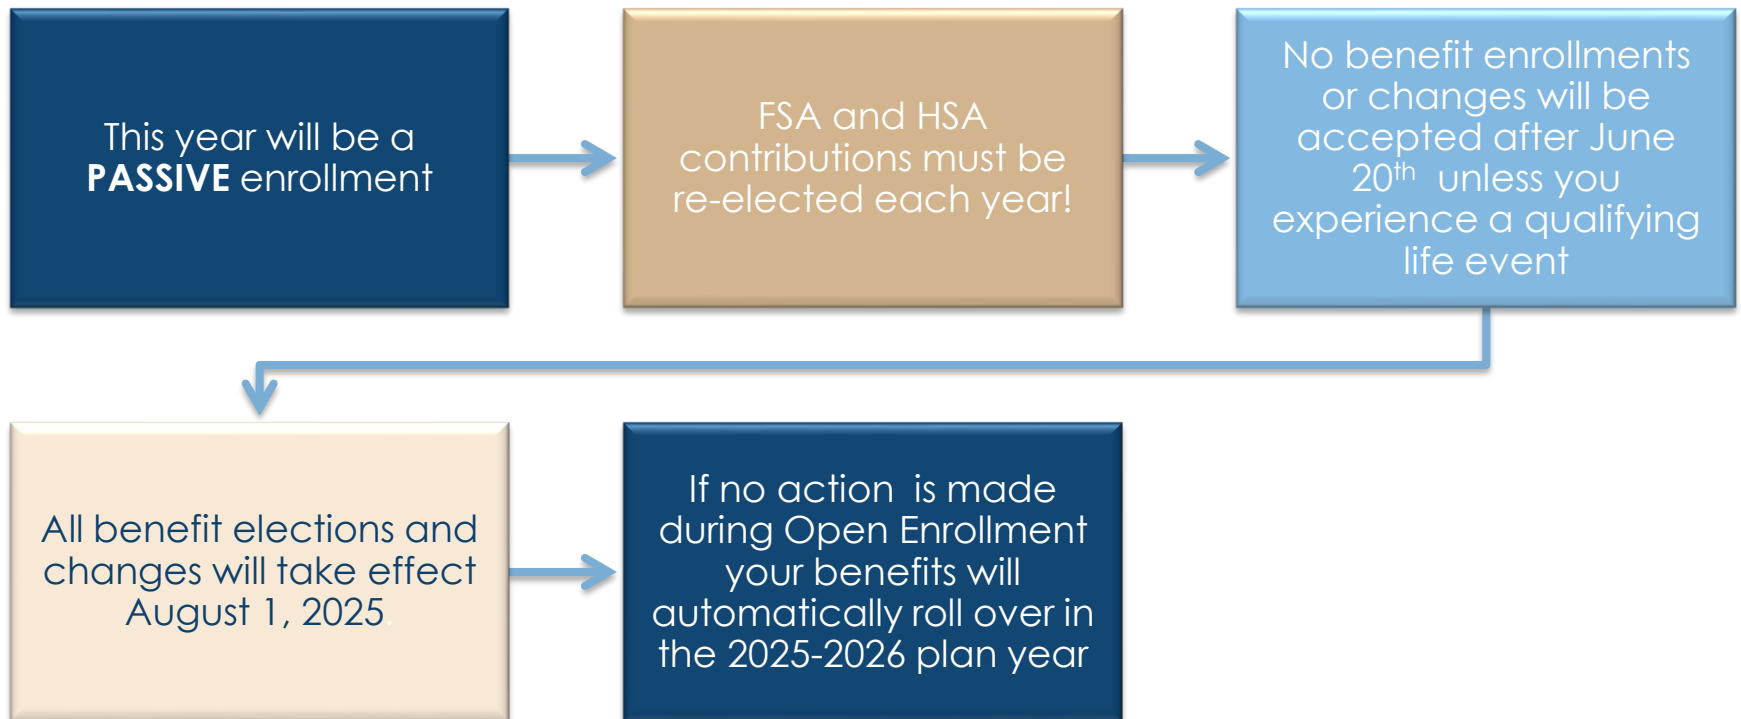 This year will be a
PASSIVE enrollment
FSA and HSA
contributions must be
re-elected each year!
No benefit enrollments
or changes will be
accepted after June
20th unless you
experience a qualifying
life event
All benefit elections and
changes will take effect
August 1, 2025.
If no action is made
during Open Enrollment
your benefits will
automatically roll over in
the 2025-2026 plan year